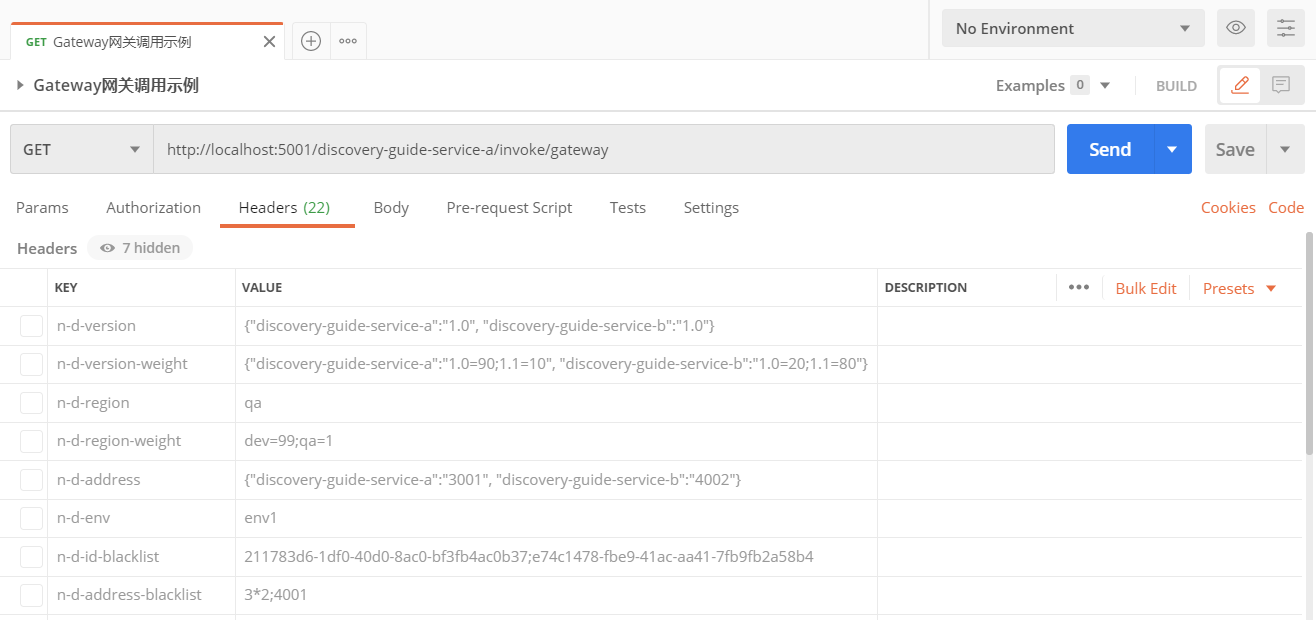 GET Gateway网关调用示例
No Environment
Gateway网关调用示例
Examples 0
BUILD
GET
http://localhost:5001/discovery-guide-service-a/invoke/gateway
Send
Save
Params Authorization Headers (22) Body Pre-request Script Tests Settings Cookies Code
Headers 7 hidden
KEY VALUE DESCRIPTION Bulk Edit Presets
n-d-version {"discovery-guide-service-a":"1.0", "discovery-guide-service-b":"1.0"}
n-d-version-weight {"discovery-guide-service-a":"1.0=90;1.1=10", "discovery-guide-service-b":"1.0=20;1.1=80"}
n-d-region qa
n-d-region-weight dev=99;qa=1
n-d-address {"discovery-guide-service-a":"3001", "discovery-guide-service-b":"4002"}
n-d-env env1
n-d-id-blacklist 211783d6-1df0-40d0-8ac0-bf3fb4ac0b37;e74c1478-fbe9-41ac-aa41-7fb9fb2a58b4
n-d-address-blacklist 3*2;4001